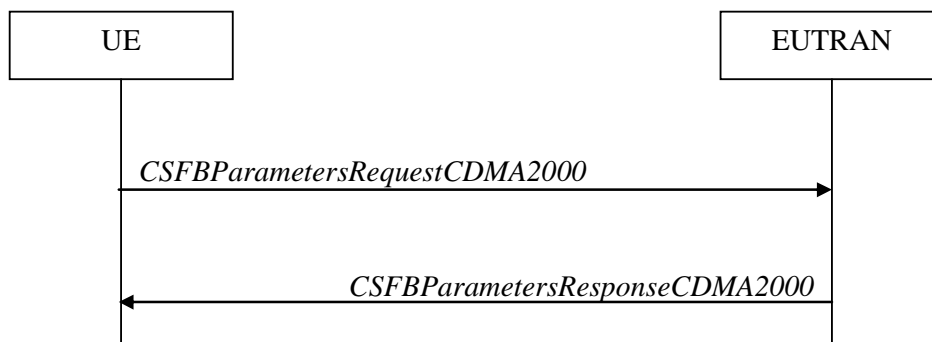 UE
EUTRAN
CSFBParametersRequestCDMA2000
CSFBParametersResponseCDMA2000